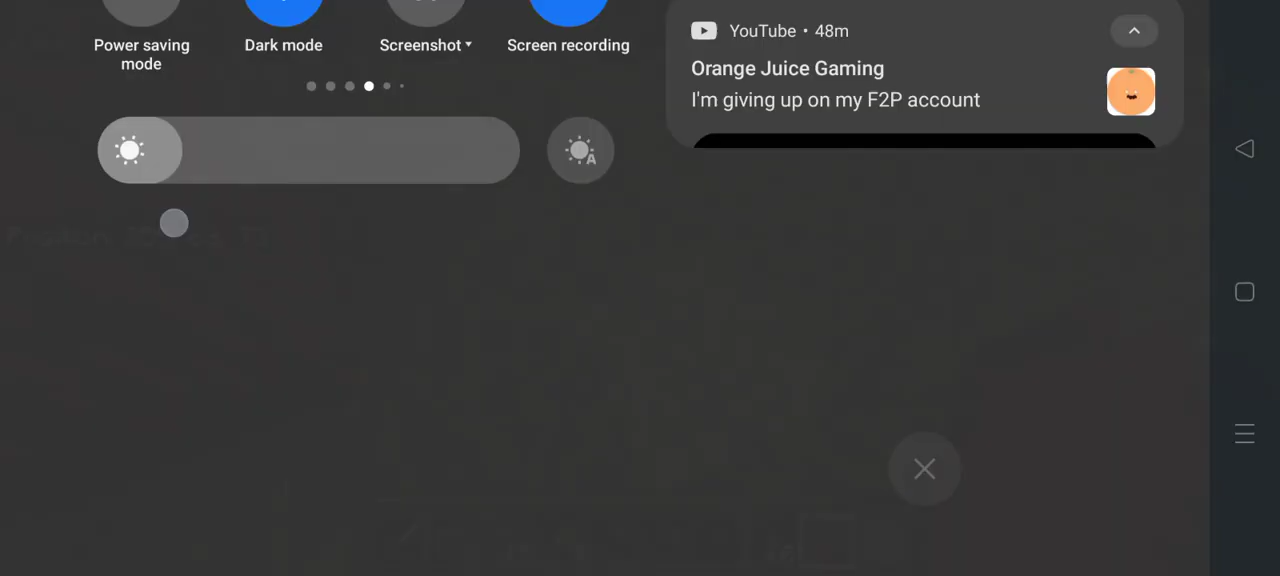 Power saving
mode
Dark mode
Screenshot
Screen recording
A
YouTube • 48m
Orange Juice Gaming
I'm giving up on my F2P account